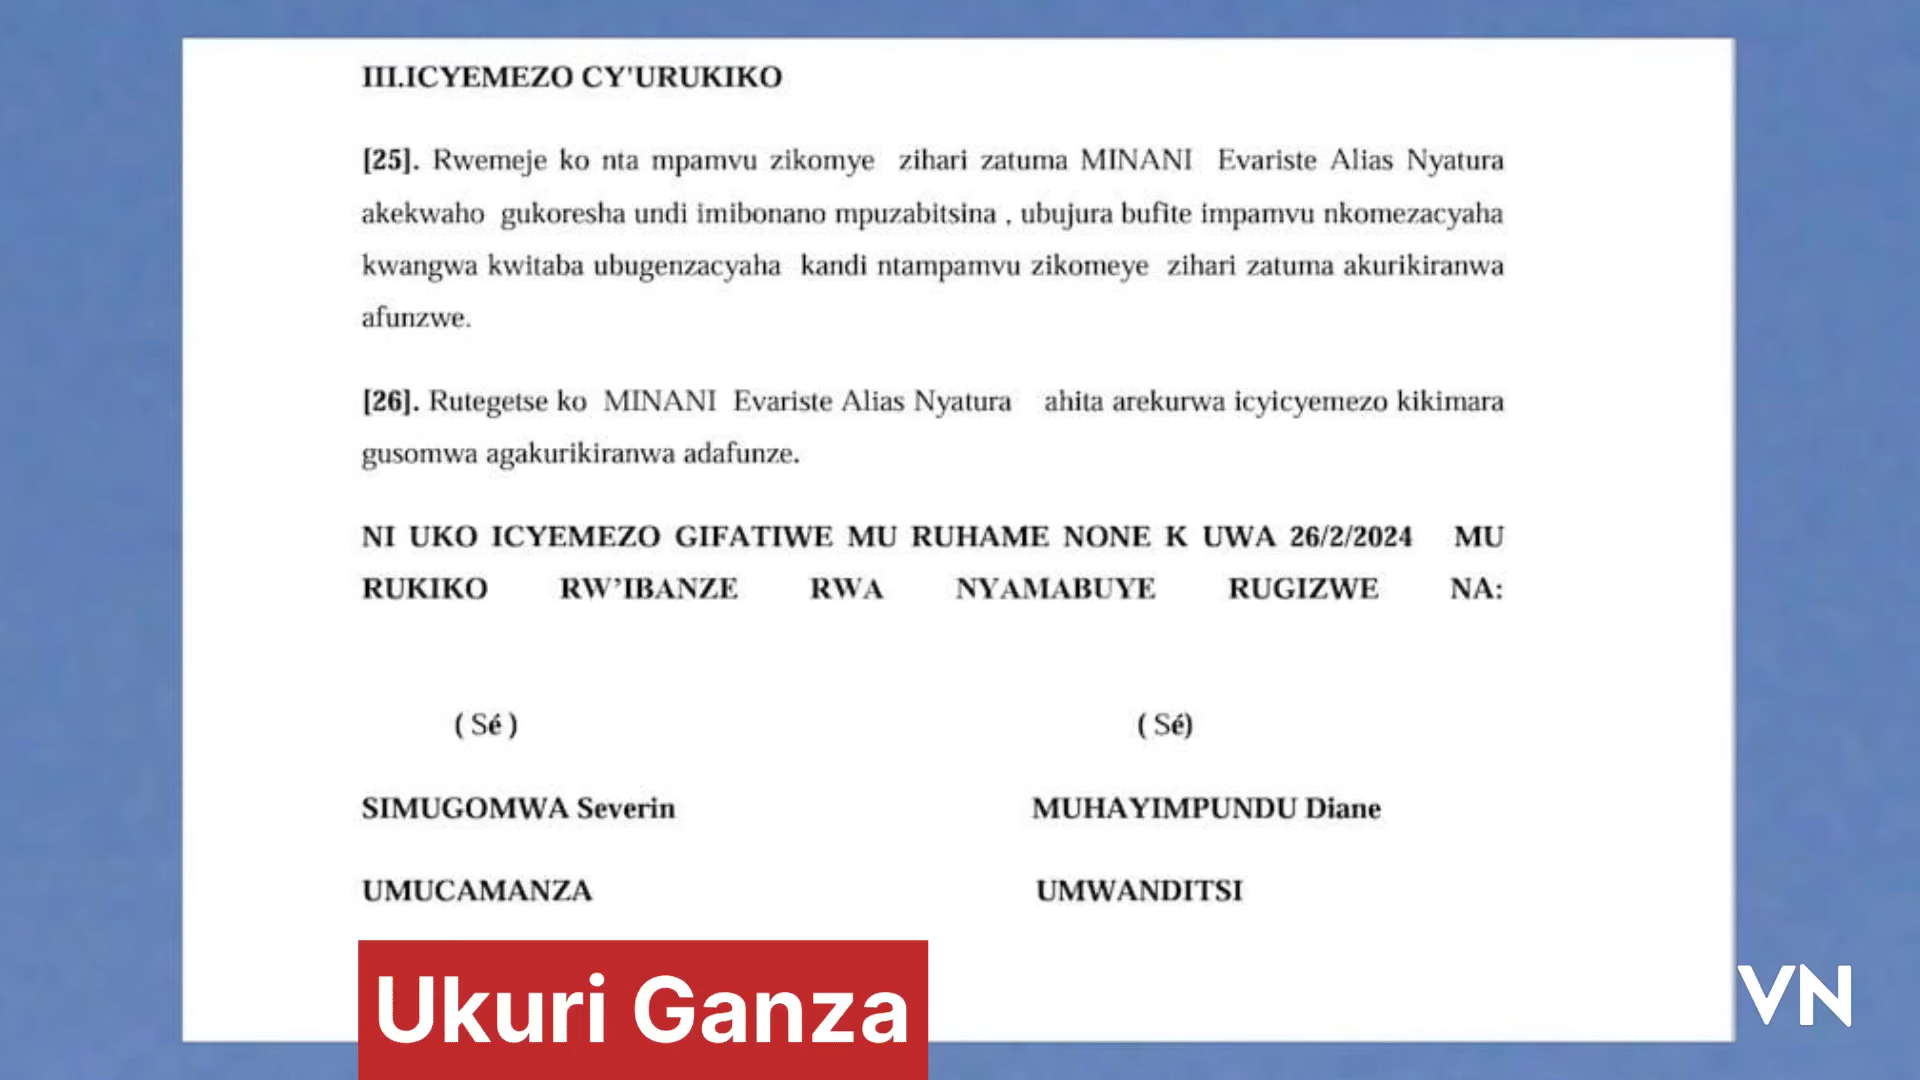 III.ICYEMEZO CY'URUKIKO
[25]. Rwemeje ko nta mpamvu zikomye zihari zatuma MINANI Evariste Alias Nyatura
akekwaho gukoresha undi imibonano mpuzabitsina , ubujura bufite impamvu nkomezacyaha
kwangwa kwitaba ubugenzacyaha kandi ntampamvu zikomeye zihari zatuma akurikiranwa
afunzwe.
[26]. Rutegetse ko MINANI Evariste Alias Nyatura ahita arekurwa icyicyemezo kikimara
gusomwa agakurikiranwa adafunze.
NI UKO ICYEMEZO GIFATIWE MU RUHAME NONE K UWA 26/2/2024 MU
RUKIKO RW’IBANZE RWA NYAMABUYE RUGIZWE NA:
( Sé ) ( Sé)
SIMUGOMWA Severin MUHAYIMPUNDU Diane
UMUCAMANZA UMWANDITSI
Ukuri Ganza
VN